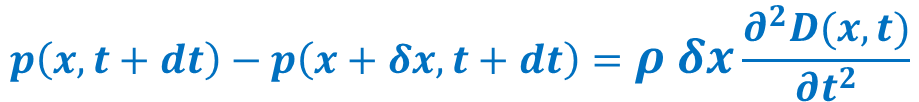 p(x, t + dt) − p(x + δx, t + dt) = ρ δx ∂²D(x, t) / ∂t²